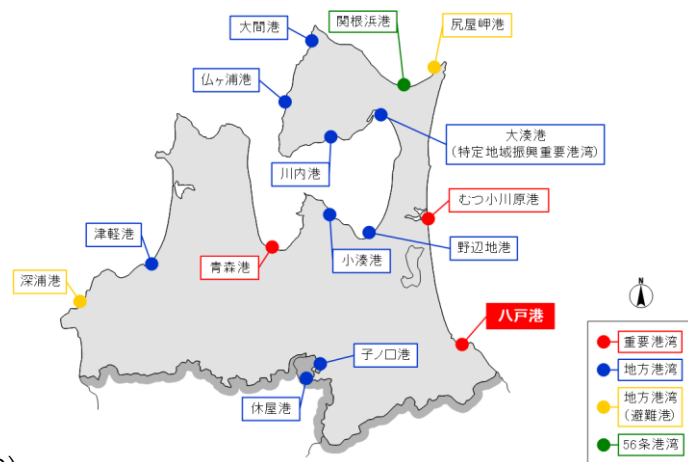 大間港
関根浜港
尻屋岬港
仏ヶ浦港
大湊港
(特定地域振興重要港湾)
川内港
むつ小川原港
津軽港
青森港
小湊港
野辺地港
深浦港
八戸港
子ノ口港
休屋港
N
重要港湾
地方港湾
地方港湾
(避難港)
56条港湾